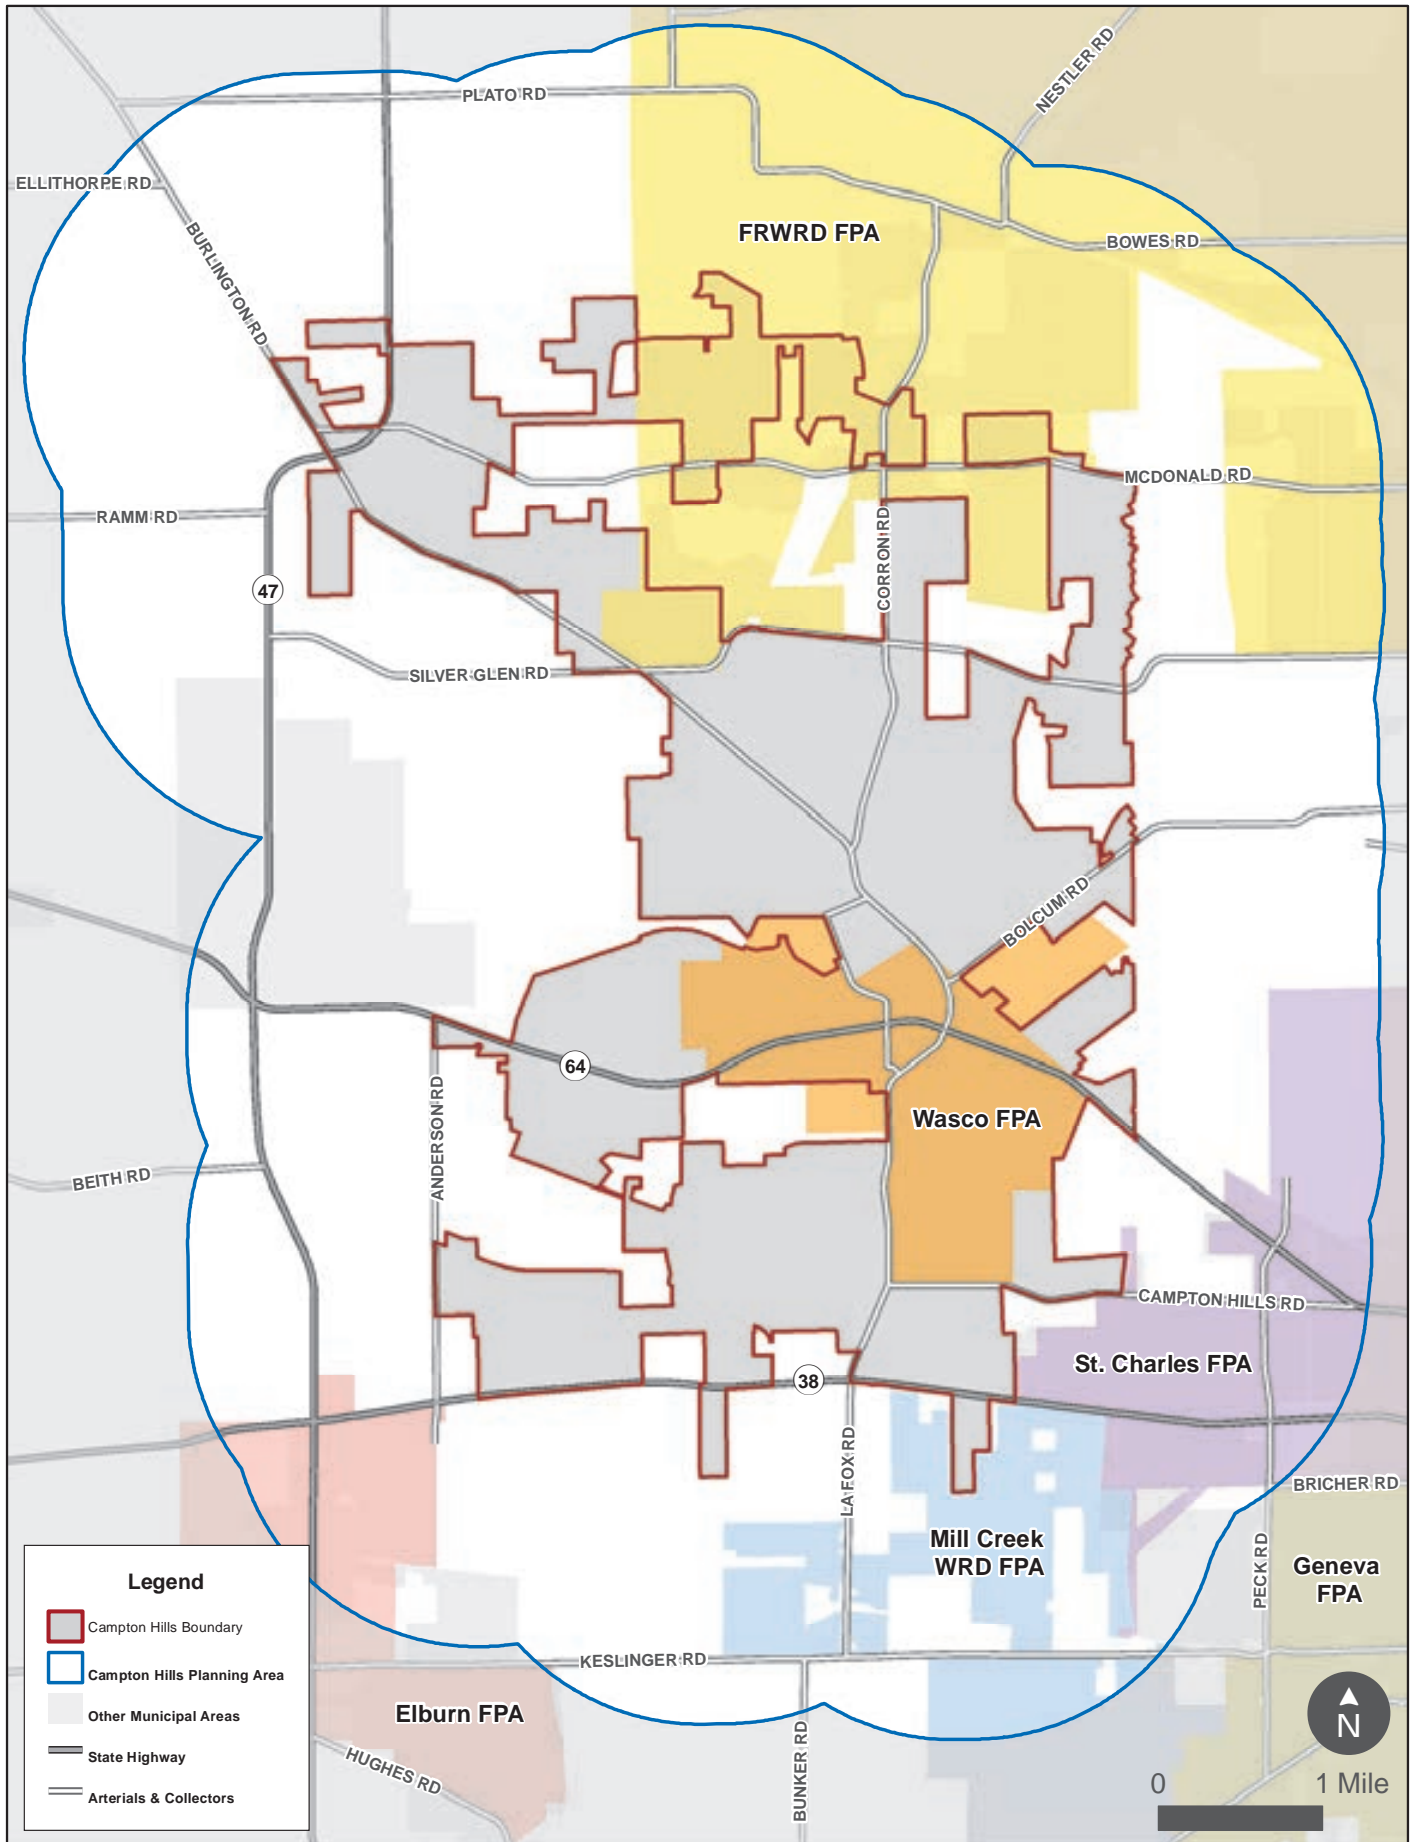 PLATO RD
NESTLER RD
ELLITHORPE RD
BURLINGTON RD
FRWRD FPA
BOWES RD
MCDONALD RD
RAMM RD
CORRON RD
47
SILVER GLEN RD
BOLCUM RD
64
ANDERSON RD
Wasco FPA
BEITH RD
CAMPTON HILLS RD
St. Charles FPA
38
LA FOX RD
BRICHER RD
Mill Creek
WRD FPA
PECK RD
Geneva
FPA
KESLINGER RD
Elburn FPA
HUGHES RD
BUNKER RD
N
0 1 Mile
Legend
Campton Hills Boundary
Campton Hills Planning Area
Other Municipal Areas
State Highway
Arterials & Collectors